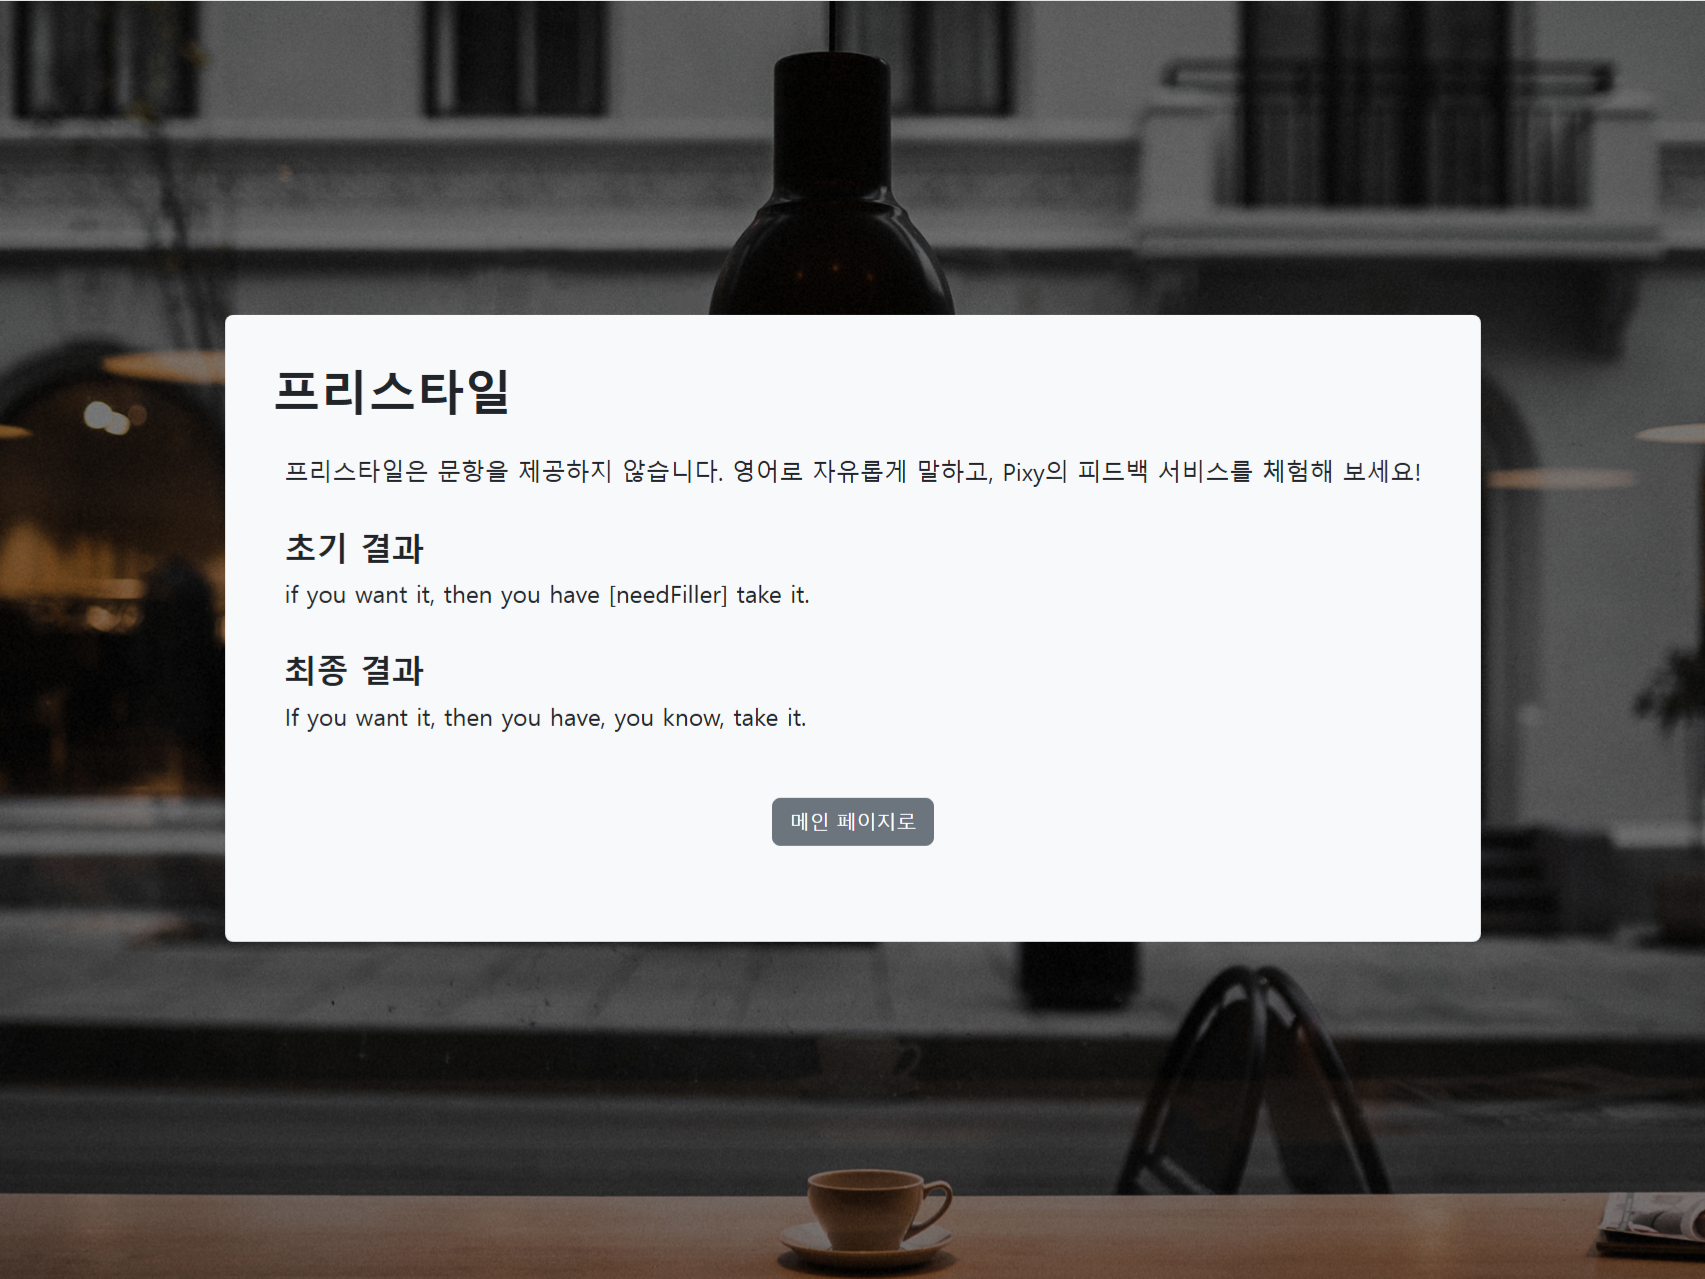 프리스타일
프리스타일은 문항을 제공하지 않습니다. 영어로 자유롭게 말하고, Pixy의 피드백 서비스를 체험해 보세요!
초기 결과
if you want it, then you have [needFiller] take it.
최종 결과
If you want it, then you have, you know, take it.
메인 페이지로